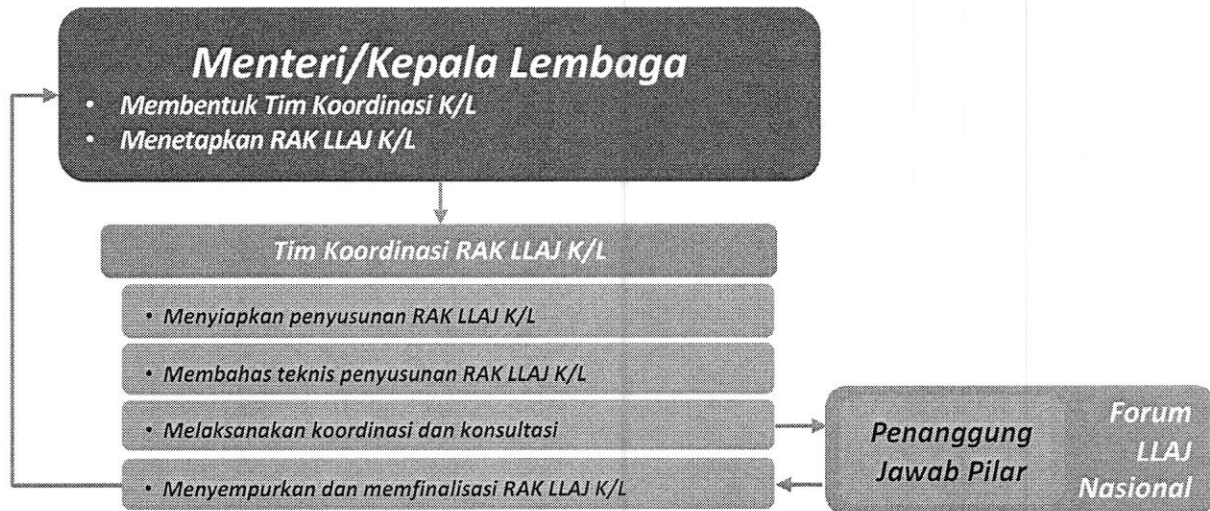 Menteri/Kepala Lembaga
• Membentuk Tim Koordinasi K/L
• Menetapkan RAK LLAJ K/L
Tim Koordinasi RAK LLAJ K/L
• Menyiapkan penyusunan RAK LLAJ K/L
• Membahas teknis penyusunan RAK LLAJ K/L
• Melaksanakan koordinasi dan konsultasi
• Menyempurkan dan memfinalisasi RAK LLAJ K/L
Penanggung
Jawab Pilar
Forum
LLAJ
Nasional